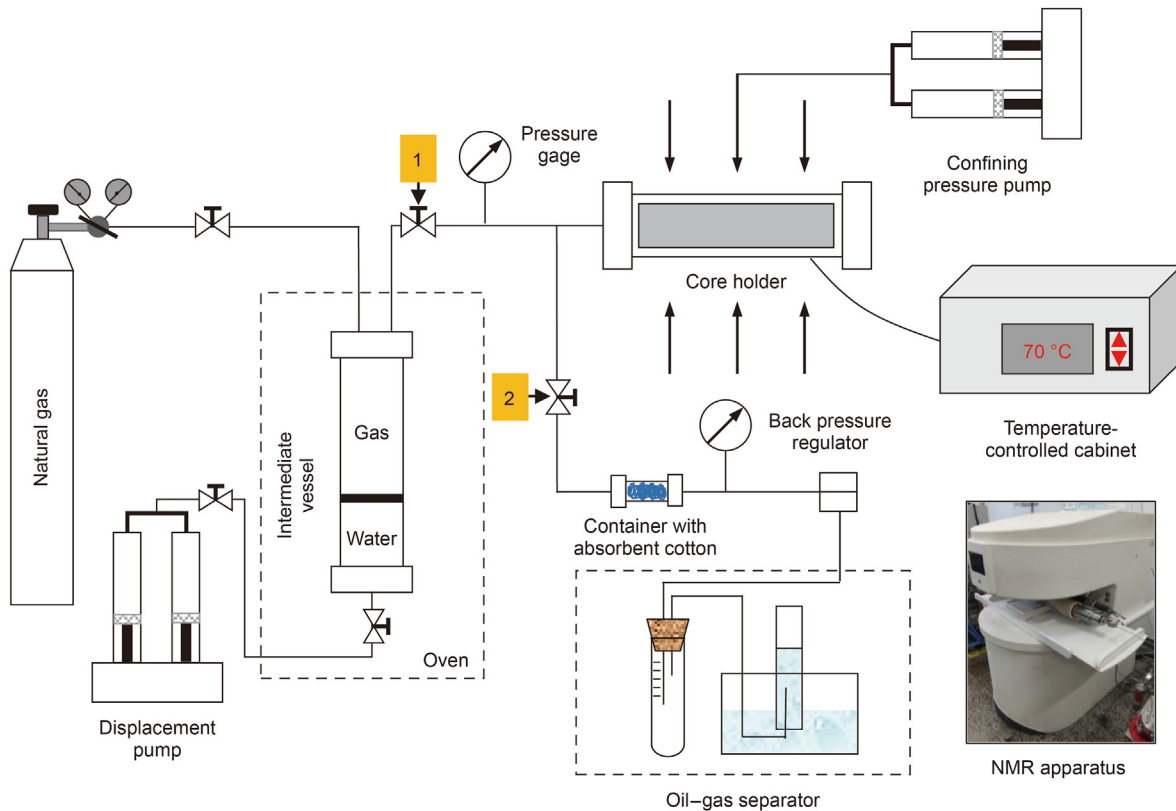 Confining
pressure pump
Pressure
gage
1
Natural gas
Core holder
70 °C
Temperature-
controlled cabinet
Intermediate
vessel
Gas
Water
Oven
2
Back pressure
regulator
Container with
absorbent cotton
Displacement
pump
Oil–gas separator
NMR apparatus